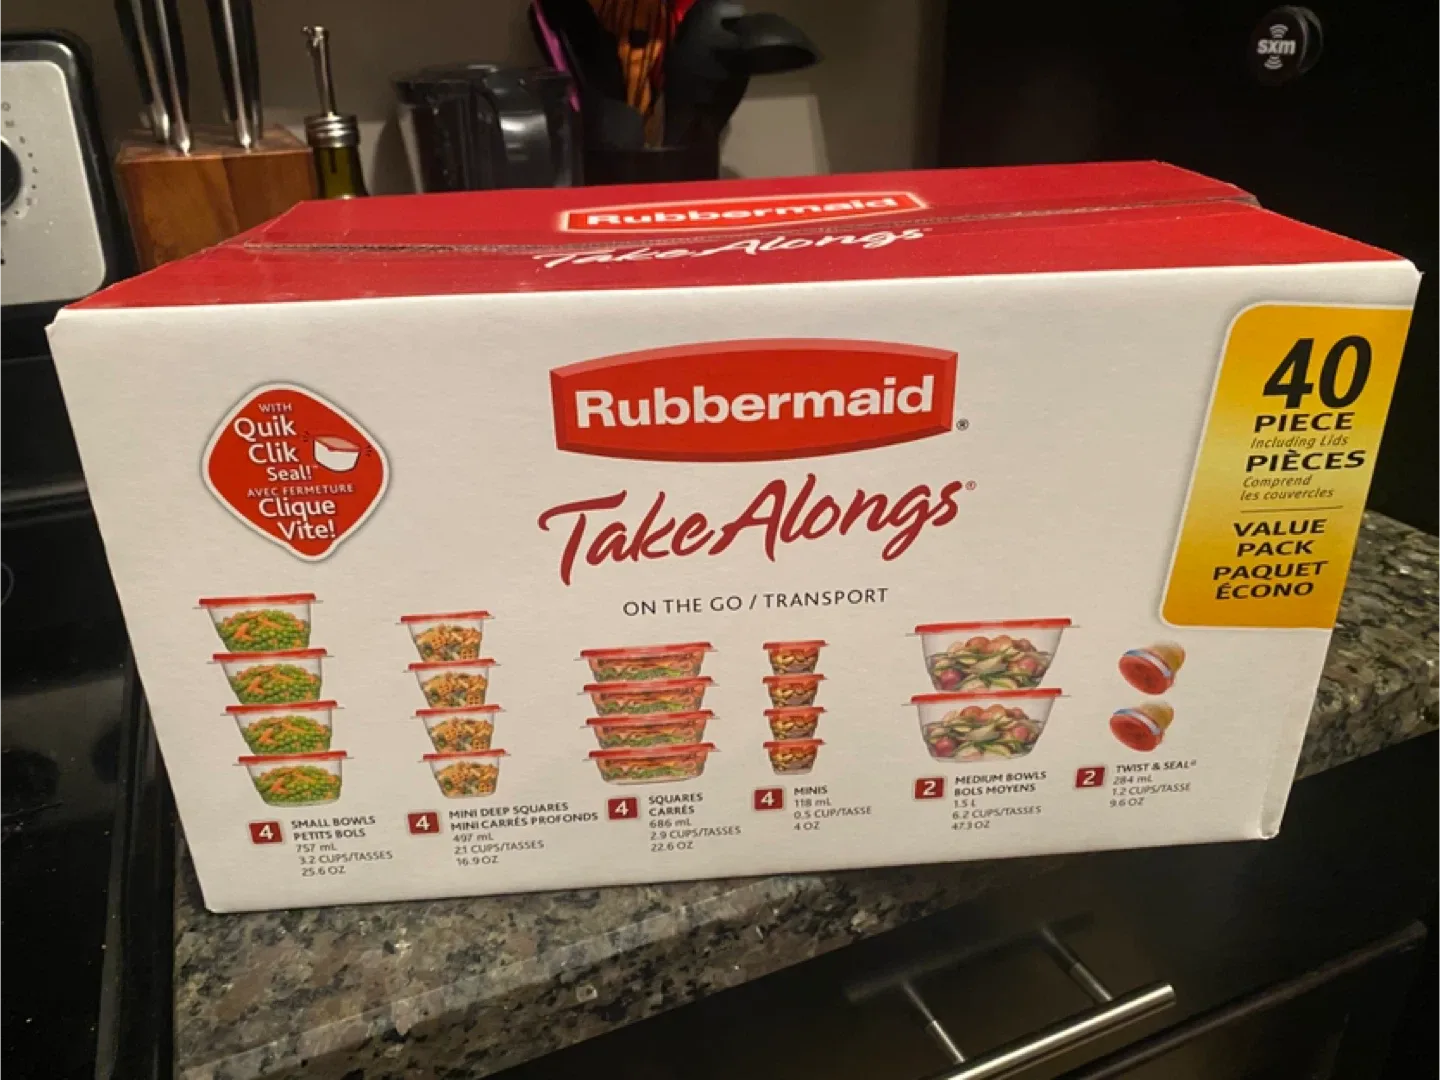 sxm
Rubbermaid
Take Alongs
40
PIECE
Including Lids
PIÈCES
Comprend
les couvercles
VALUE
PACK
PAQUET
ÉCONO
WITH
Quik
Clik
Seal!™
AVEC FERMETURE
Clique
Vite!
Rubbermaid®
TakeAlongs®
ON THE GO / TRANSPORT
4 SMALL BOWLS
PETITS BOLS
757 mL
3.2 CUPS/TASSES
25.6 OZ
4 MINI DEEP SQUARES
MINI CARRÉS PROFONDS
497 mL
2.1 CUPS/TASSES
16.9 OZ
4 SQUARES
CARRÉS
686 mL
2.9 CUPS/TASSES
22.6 OZ
4 MINIS
118 mL
0.5 CUP/TASSE
4 OZ
2 MEDIUM BOWLS
BOLS MOYENS
1.5 L
6.2 CUPS/TASSES
47.3 OZ
2 TWIST & SEAL®
284 mL
1.2 CUPS/TASSE
9.6 OZ